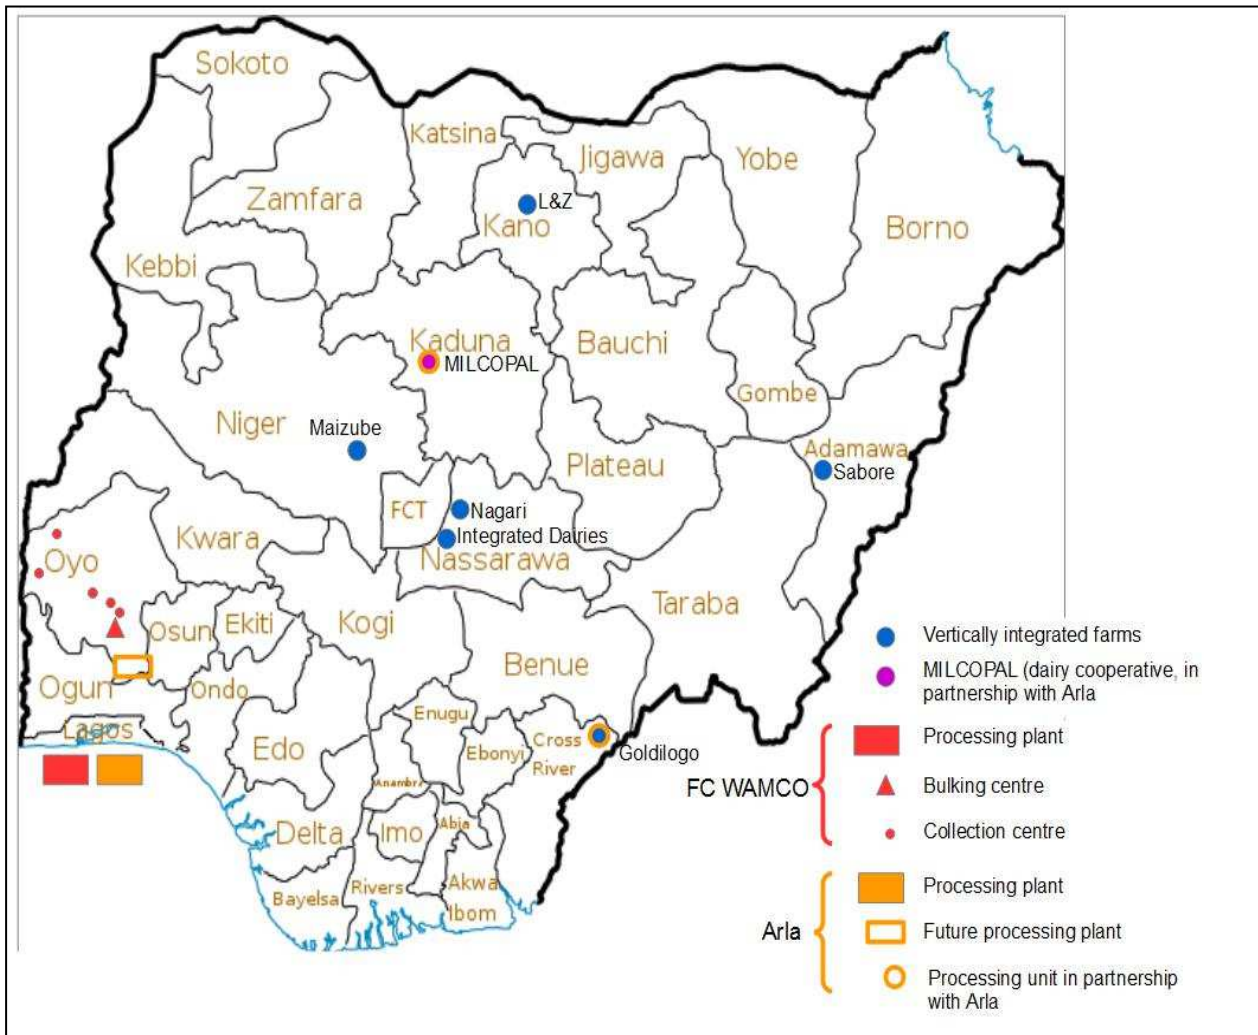 Sokoto
Katsina
Jigawa
Yobe
Zamfara
L&Z
Kano
Borno
Kebbi
Kaduna
MILCOPAL
Bauchi
Gombe
Niger
Maizube
Adamawa
Sabore
Plateau
FCT
Nagari
Integrated Dairies
Nassarawa
Kwara
Oyo
Taraba
Osun
Ekiti
Kogi
Benue
Ogun
Ondo
Lagos
Edo
Enugu
Ebonyi
Cross
River
Goldilogo
Anambra
Delta
Imo
Abia
Bayelsa
Rivers
Akwa
Ibom
Vertically integrated farms
MILCOPAL (dairy cooperative, in
partnership with Arla
FC WAMCO
Processing plant
Bulking centre
Collection centre
Arla
Processing plant
Future processing plant
Processing unit in partnership
with Arla